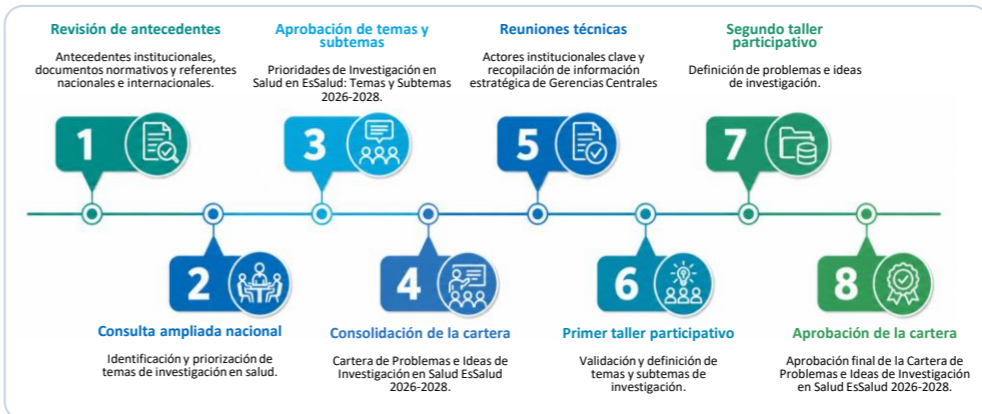 Revisión de antecedentes
Antecedentes institucionales,
documentos normativos y referentes
nacionales e internacionales.
1
Aprobación de temas y
subtemas
Prioridades de Investigación en
Salud en EsSalud: Temas y Subtemas
2026-2028.
3
Reuniones técnicas
Actores institucionales clave y
recopilación de información
estratégica de Gerencias Centrales
5
Segundo taller
participativo
Definición de problemas e ideas
de investigación.
7
2
Consulta ampliada nacional
Identificación y priorización de
temas de investigación en salud.
4
Consolidación de la cartera
Cartera de Problemas e Ideas de
Investigación en Salud EsSalud
2026-2028.
6
Primer taller participativo
Validación y definición de
temas y subtemas de
investigación.
8
Aprobación de la cartera
Aprobación final de la Cartera de
Problemas e Ideas de Investigación
en Salud EsSalud 2026-2028.